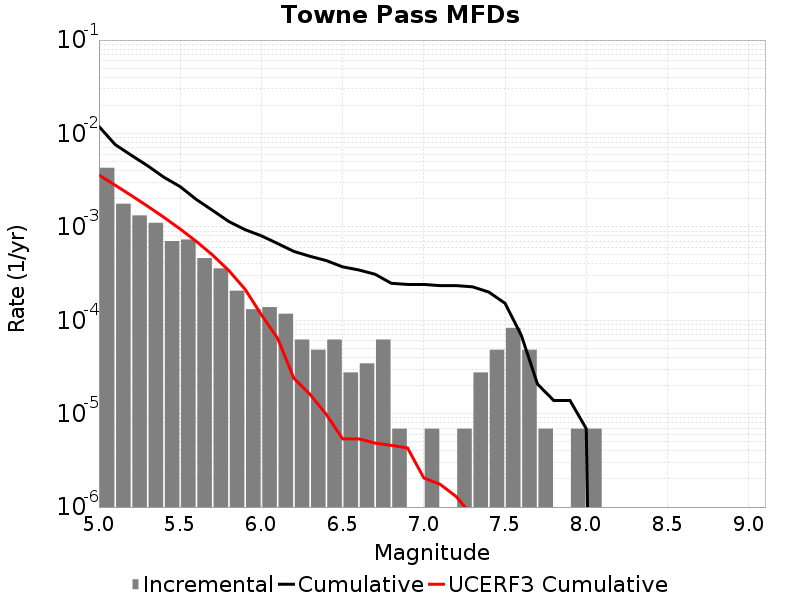 Towne Pass MFDs
10-1
10-2
10-3
10-4
10-5
10-6
Rate (1/yr)
5.0 5.5 6.0 6.5 7.0 7.5 8.0 8.5 9.0
Magnitude
Incremental Cumulative UCERF3 Cumulative